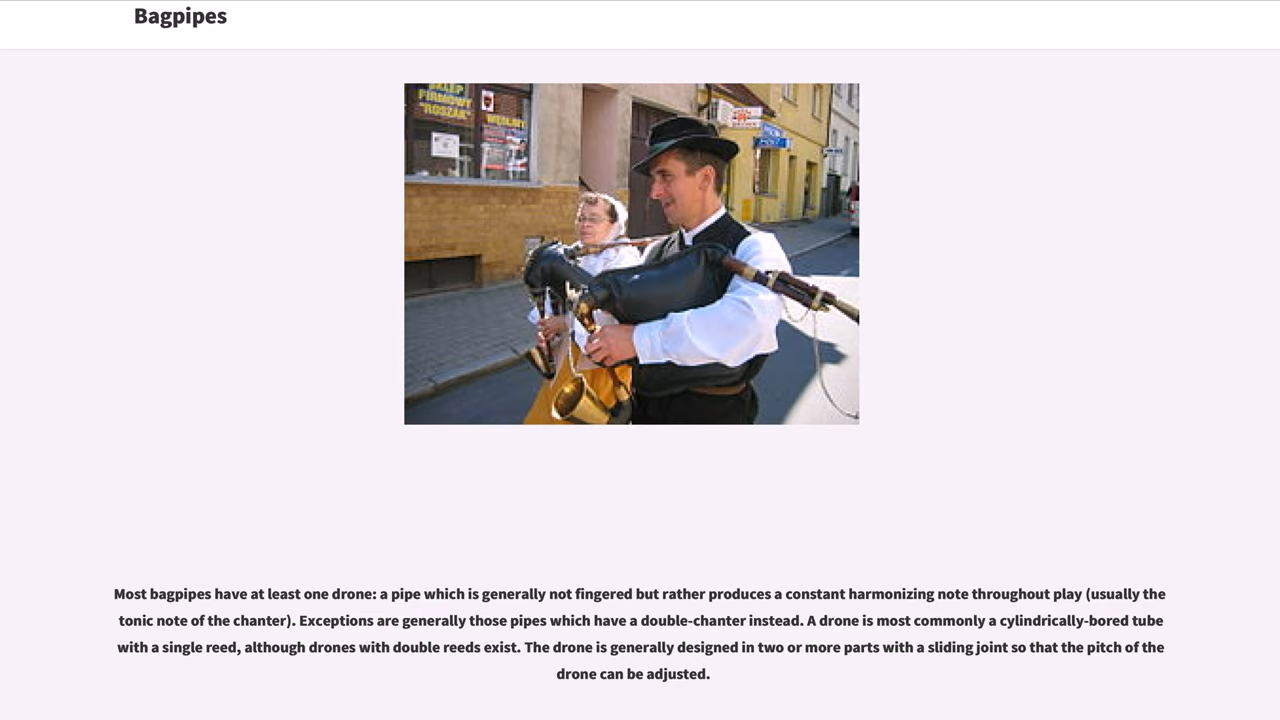 Bagpipes
SKLEP
FIRMOWY
"ROSZAK"
WĘDLINY
Most bagpipes have at least one drone: a pipe which is generally not fingered but rather produces a constant harmonizing note throughout play (usually the
tonic note of the chanter). Exceptions are generally those pipes which have a double-chanter instead. A drone is most commonly a cylindrically-bored tube
with a single reed, although drones with double reeds exist. The drone is generally designed in two or more parts with a sliding joint so that the pitch of the
drone can be adjusted.